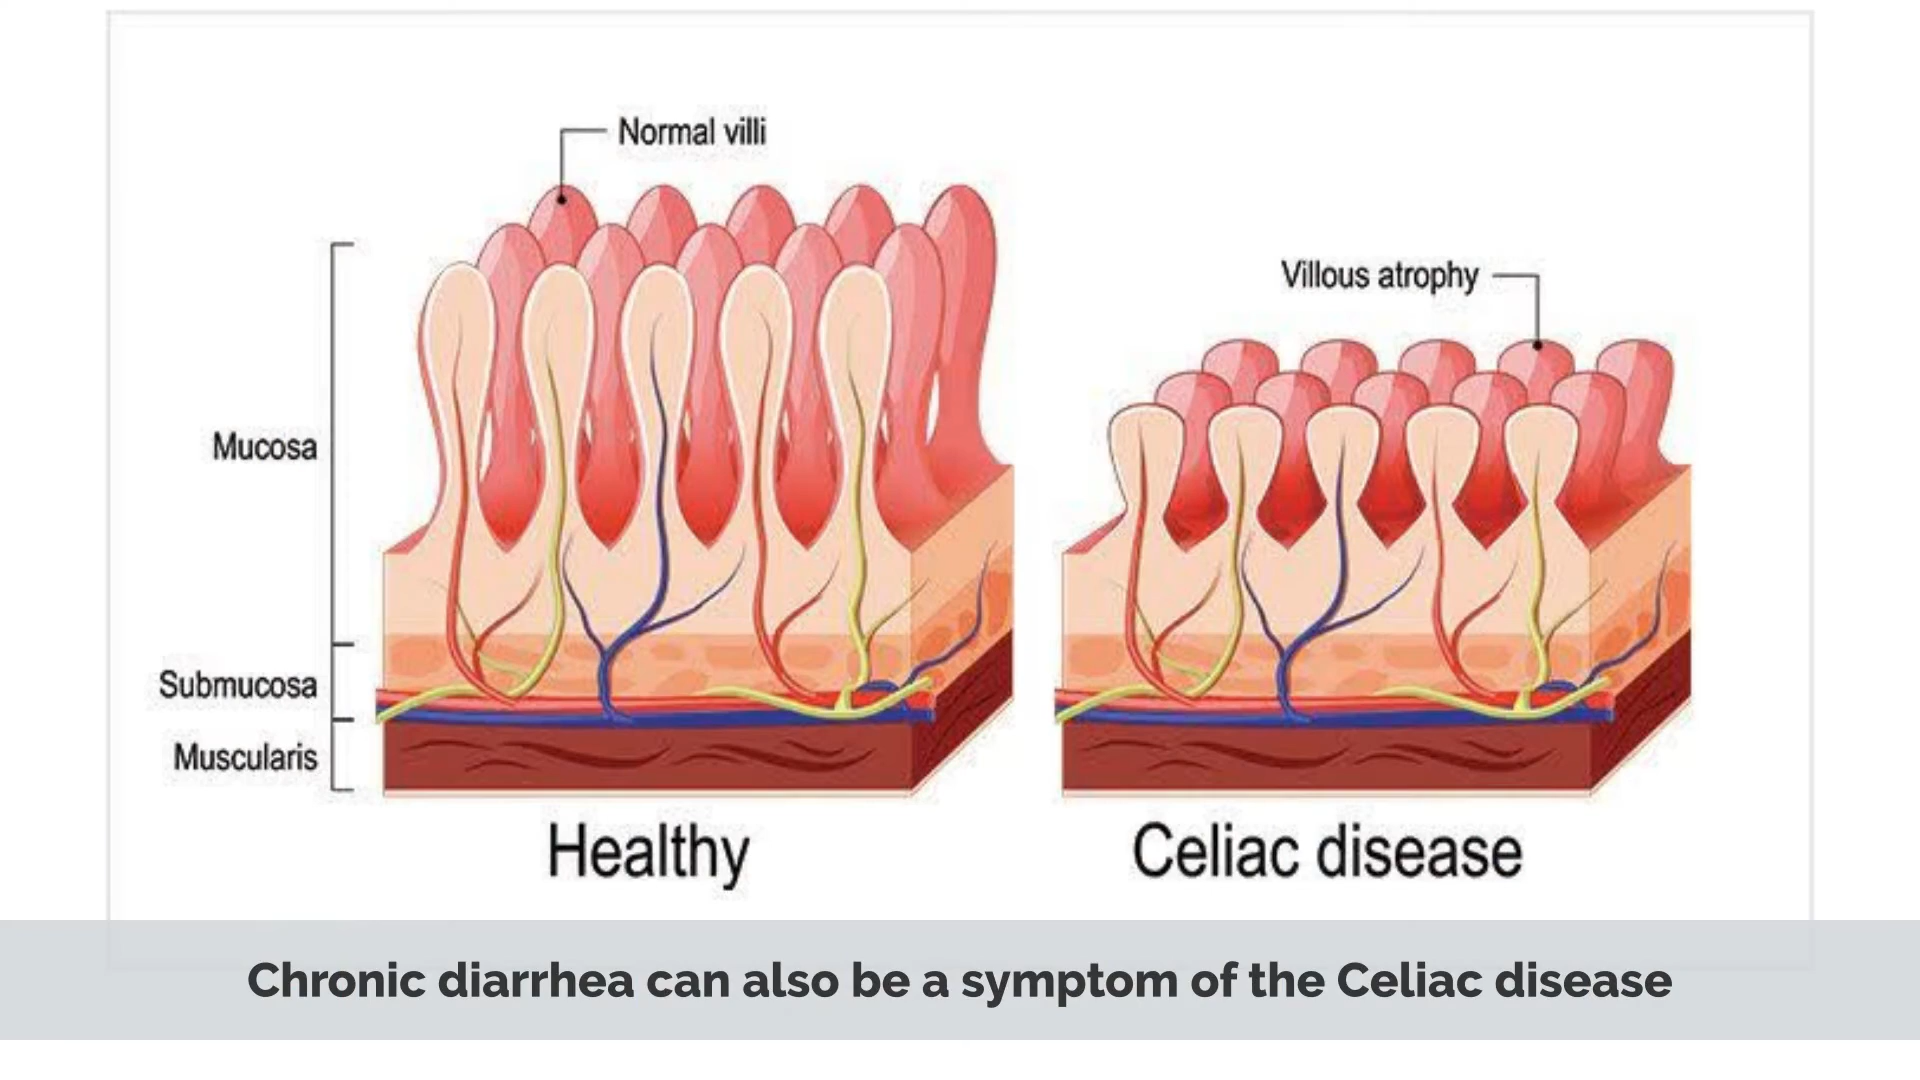 Normal villi
Villous atrophy
Mucosa
Submucosa
Muscularis
Healthy
Celiac disease
Chronic diarrhea can also be a symptom of the Celiac disease